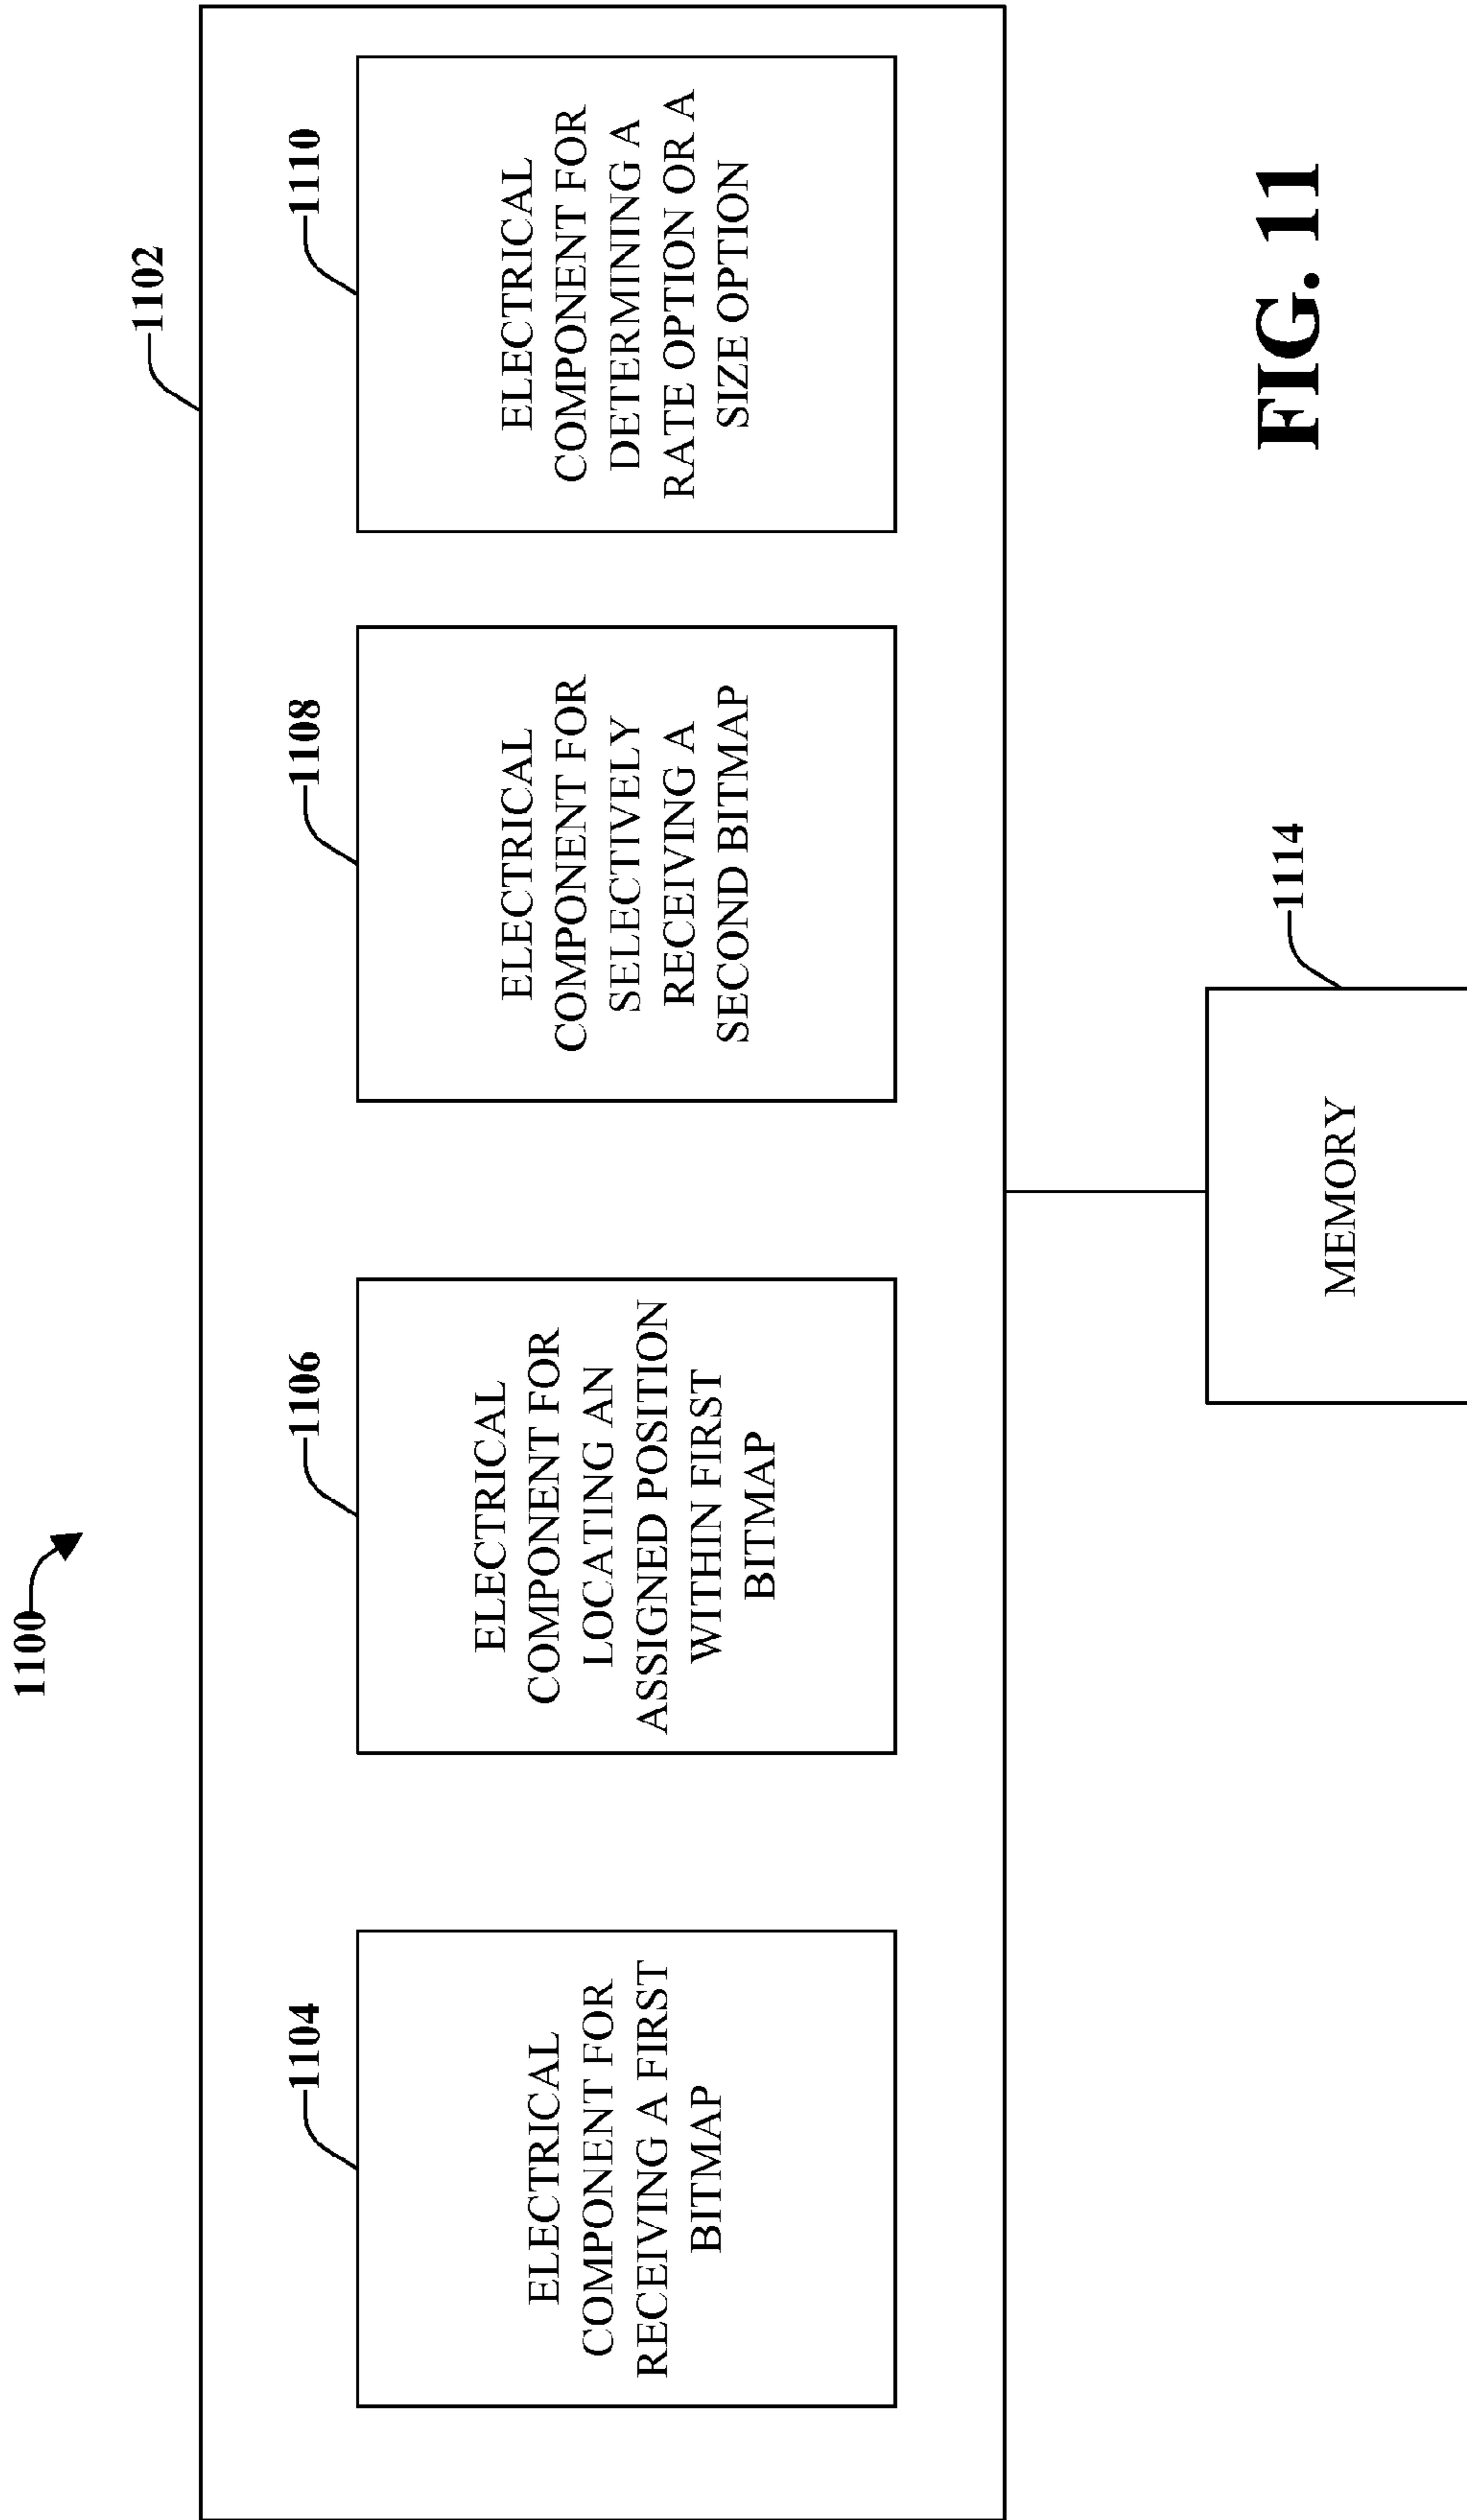 1100
1102
1104
ELECTRICAL
COMPONENT FOR
RECEIVING A FIRST
BITMAP
1106
ELECTRICAL
COMPONENT FOR
LOCATING AN
ASSIGNED POSITION
WITHIN FIRST
BITMAP
1108
ELECTRICAL
COMPONENT FOR
SELECTIVELY
RECEIVING A
SECOND BITMAP
1110
ELECTRICAL
COMPONENT FOR
DETERMINING A
RATE OPTION OR A
SIZE OPTION
1114
MEMORY
FIG. 11